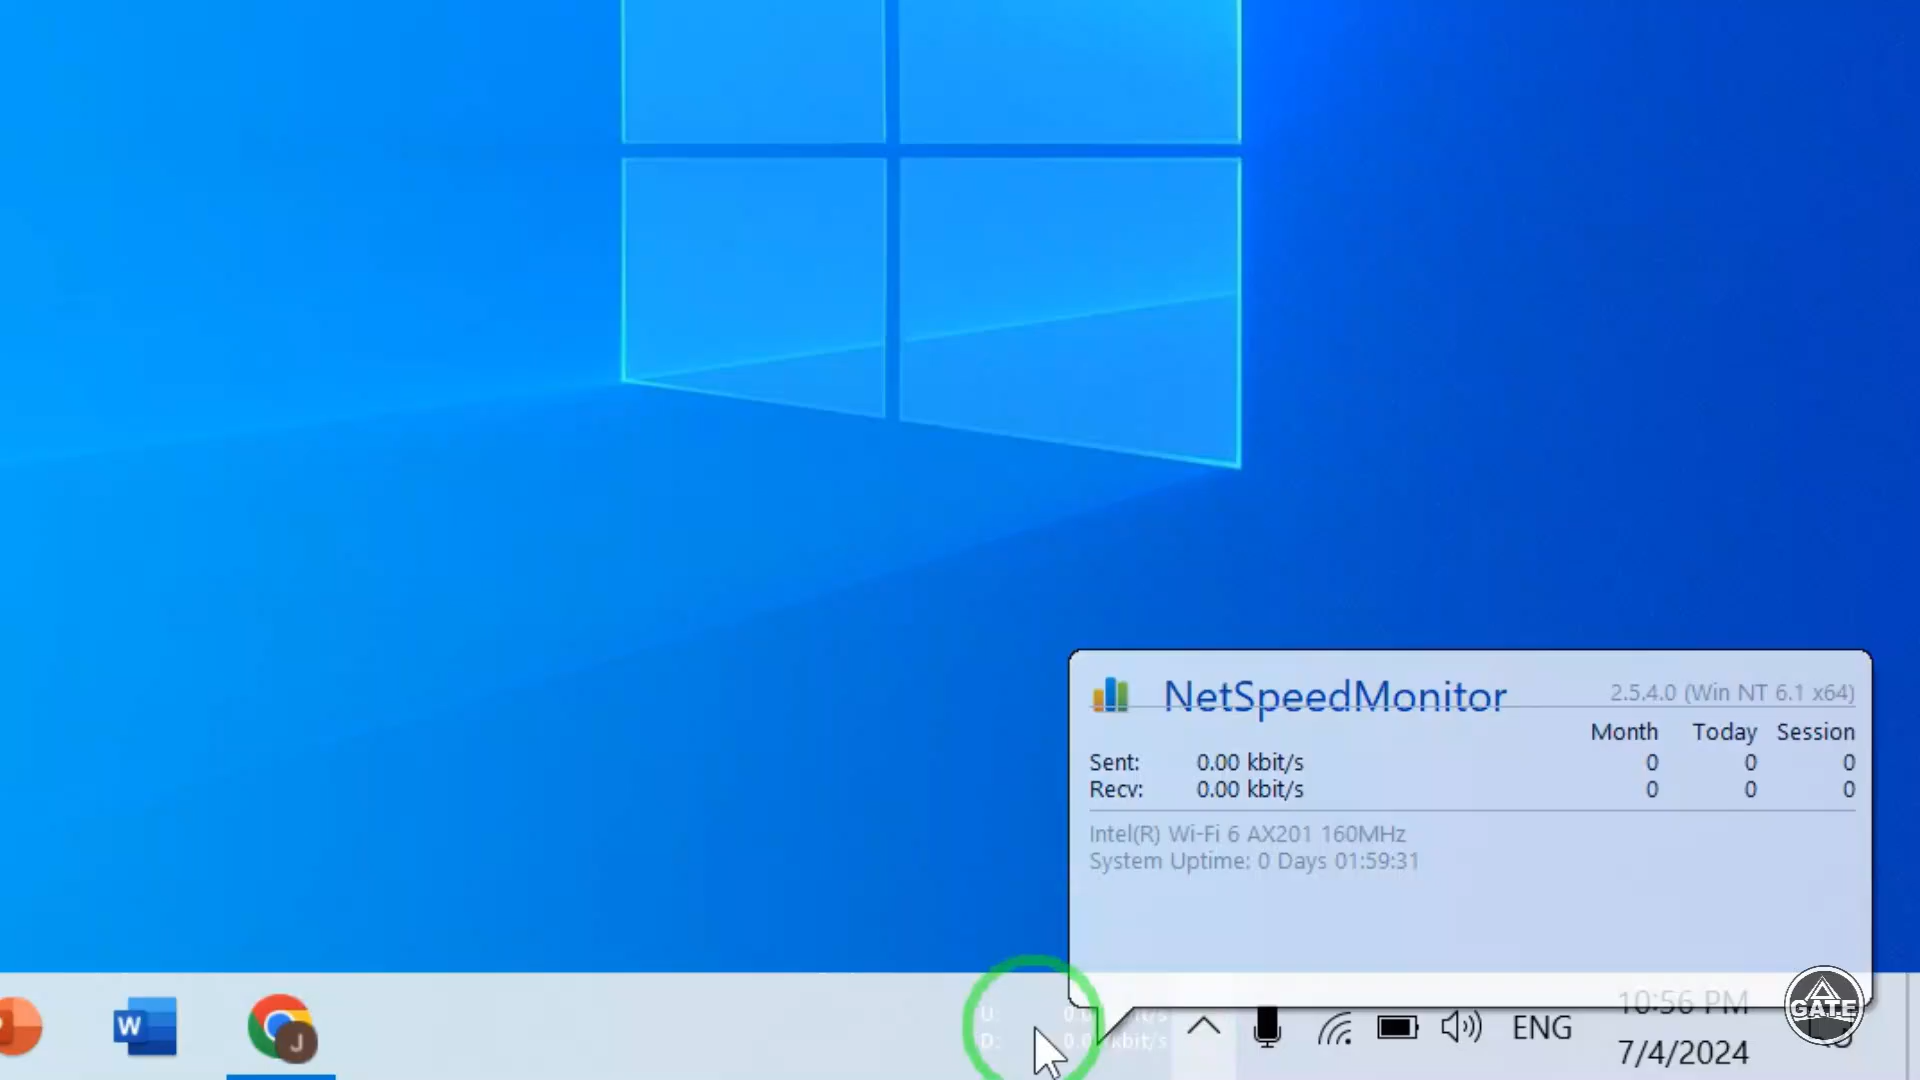 NetSpeedMonitor 2.5.4.0 (Win NT 6.1 x64)
Month Today Session
Sent: 0.00 kbit/s 0 0 0
Recv: 0.00 kbit/s 0 0 0
Intel(R) Wi-Fi 6 AX201 160MHz
System Uptime: 0 Days 01:59:31
W
J
U:
D: kbit/s
ENG
10:56 PM
7/4/2024
GATE